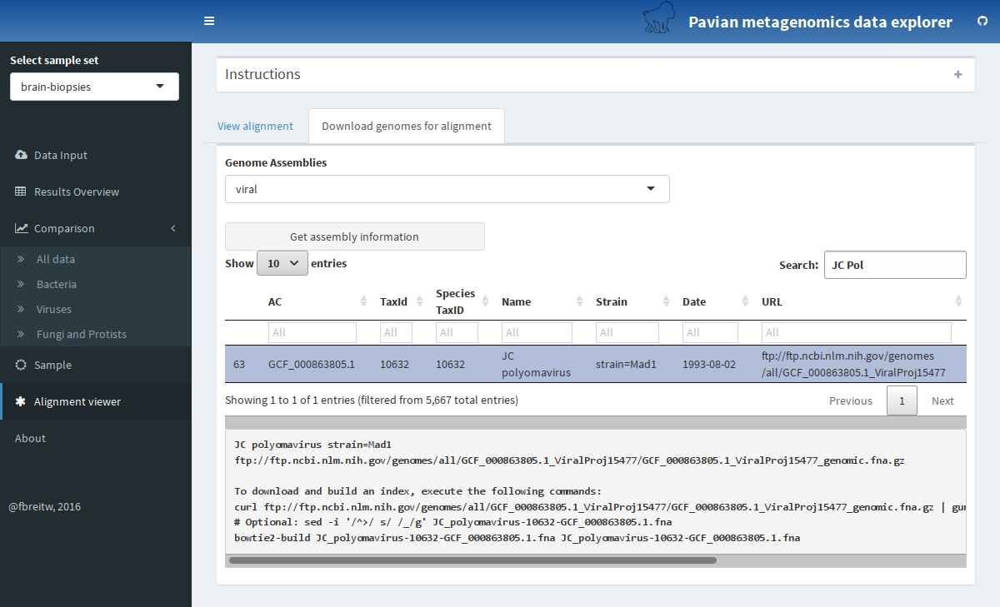 Pavian metagenomics data explorer
Select sample set
brain-biopsies
Data Input
Results Overview
Comparison
All data
Bacteria
Viruses
Fungi and Protists
Sample
Alignment viewer
About
@fbreitw, 2016
Instructions
View alignment
Download genomes for alignment
Genome Assemblies
viral
Get assembly information
Show 10 entries
Search: JC Pol
AC TaxId Species TaxID Name Strain Date URL
All All All All All All All
63 GCF_000863805.1 10632 10632 JC polyomavirus strain=Mad1 1993-08-02 ftp://ftp.ncbi.nlm.nih.gov/genomes
/all/GCF_000863805.1_ViralProj15477
Showing 1 to 1 of 1 entries (filtered from 5,667 total entries)
Previous 1 Next
JC polyomavirus strain=Mad1
ftp://ftp.ncbi.nlm.nih.gov/genomes/all/GCF_000863805.1_ViralProj15477/GCF_000863805.1_ViralProj15477_genomic.fna.gz
To download and build an index, execute the following commands:
curl ftp://ftp.ncbi.nlm.nih.gov/genomes/all/GCF_000863805.1_ViralProj15477/GCF_000863805.1_ViralProj15477_genomic.fna.gz |
# Optional: sed -i '/^>/ s/ /_/g' JC_polyomavirus-10632-GCF_000863805.1.fna
bowtie2-build JC_polyomavirus-10632-GCF_000863805.1.fna JC_polyomavirus-10632-GCF_000863805.1.fna